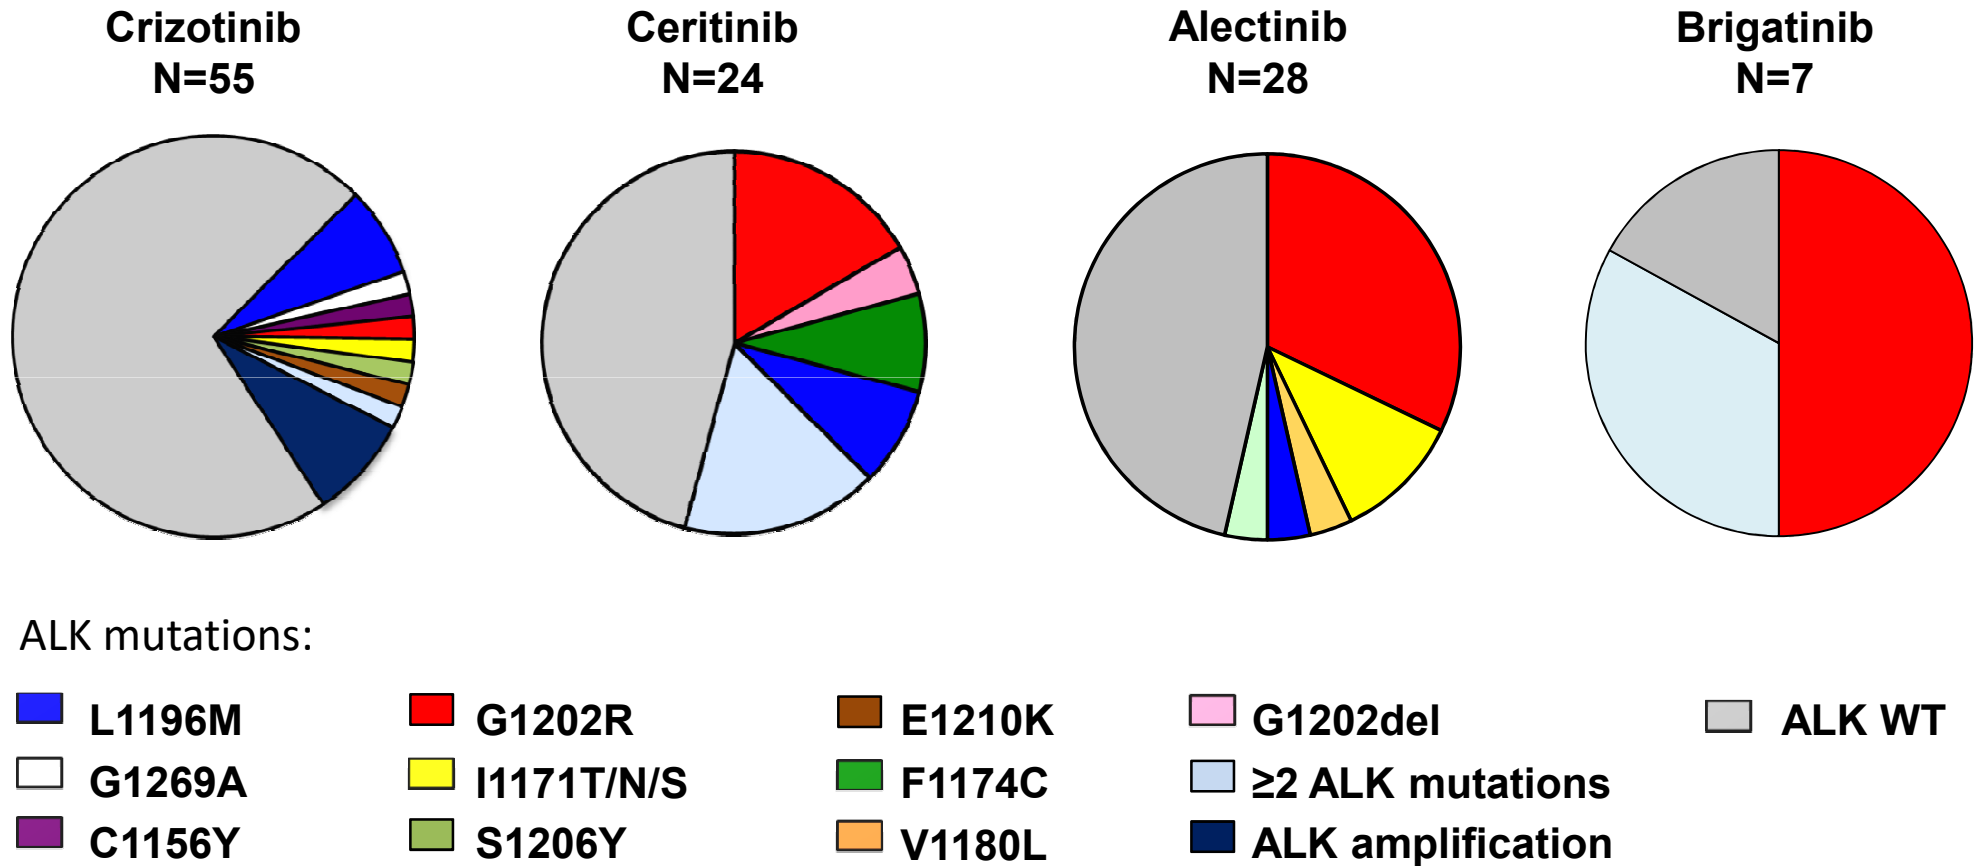 Crizotinib
N=55
Ceritinib
N=24
Alectinib
N=28
Brigatinib
N=7
ALK mutations:
L1196M
G1202R
E1210K
G1202del
ALK WT
G1269A
I1171T/N/S
F1174C
≥2 ALK mutations
C1156Y
S1206Y
V1180L
ALK amplification